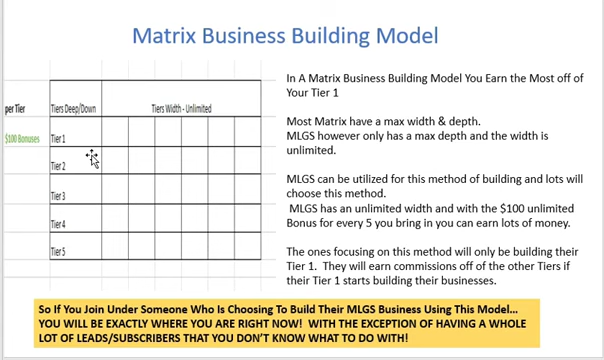 Matrix Business Building Model
per Tier
Tiers Deep/Down
Tiers Width - Unlimited
$100 Bonuses
Tier 1
Tier 2
Tier 3
Tier 4
Tier 5
In A Matrix Business Building Model You Earn the Most off of
Your Tier 1
Most Matrix have a max width & depth.
MLGS however only has a max depth and the width is
unlimited.
MLGS can be utilized for this method of building and lots will
choose this method.
MLGS has an unlimited width and with the $100 unlimited
Bonus for every 5 you bring in you can earn lots of money.
The ones focusing on this method will only be building their
Tier 1.  They will earn commissions off of the other Tiers if
their Tier 1 starts building their businesses.
So If You Join Under Someone Who Is Choosing To Build Their MLGS Business Using This Model...
YOU WILL BE EXACTLY WHERE YOU ARE RIGHT NOW!  WITH THE EXCEPTION OF HAVING A WHOLE
LOT OF LEADS/SUBSCRIBERS THAT YOU DON'T KNOW WHAT TO DO WITH!